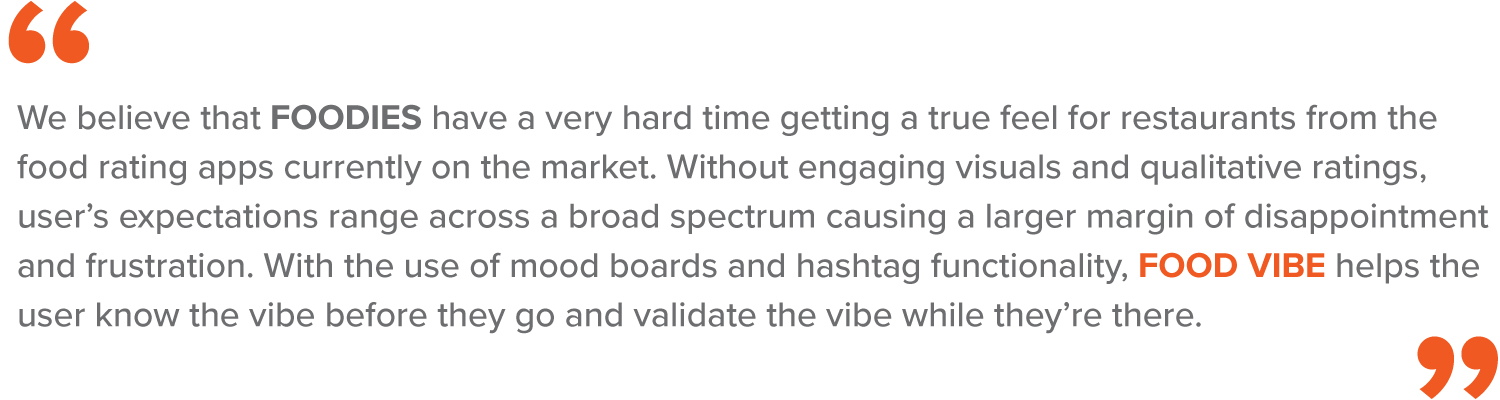 “
We believe that FOODIES have a very hard time getting a true feel for restaurants from the
food rating apps currently on the market. Without engaging visuals and qualitative ratings,
user’s expectations range across a broad spectrum causing a larger margin of disappointment
and frustration. With the use of mood boards and hashtag functionality, FOOD VIBE helps the
user know the vibe before they go and validate the vibe while they’re there.
”